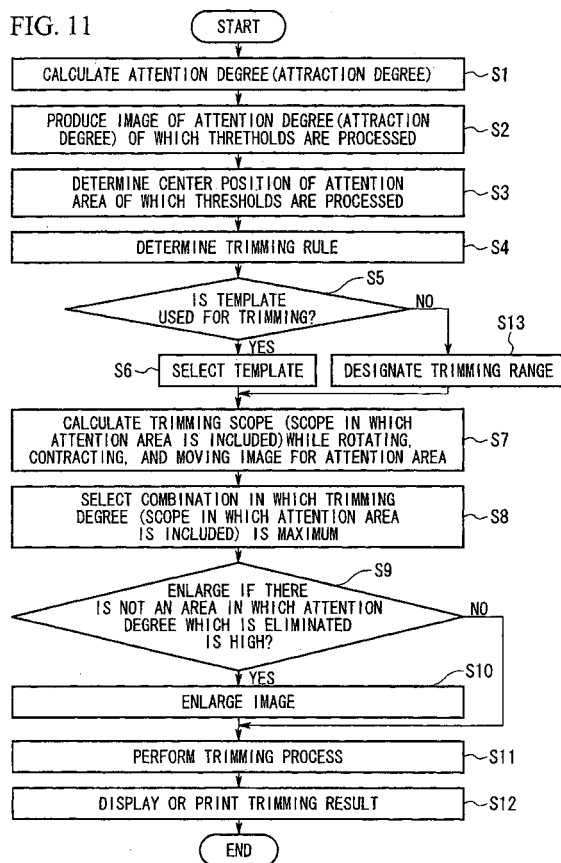 FIG. 11
START
CALCULATE ATTENTION DEGREE(ATTRACTION DEGREE)
S1
PRODUCE IMAGE OF ATTENTION DEGREE(ATTRACTION
DEGREE) OF WHICH THRETHOLDS ARE PROCESSED
S2
DETERMINE CENTER POSITION OF ATTENTION
AREA OF WHICH THRESHOLDS ARE PROCESSED
S3
DETERMINE TRIMMING RULE
S4
S5
IS TEMPLATE
USED FOR TRIMMING?
NO
YES
S13
S6
SELECT TEMPLATE
DESIGNATE TRIMMING RANGE
CALCULATE TRIMMING SCOPE (SCOPE IN WHICH
ATTENTION AREA IS INCLUDED)WHILE ROTATING,
CONTRACTING, AND MOVING IMAGE FOR ATTENTION AREA
S7
SELECT COMBINATION IN WHICH TRIMMING
DEGREE (SCOPE IN WHICH ATTENTION AREA
IS INCLUDED) IS MAXIMUM
S8
S9
ENLARGE IF THERE
IS NOT AN AREA IN WHICH ATTENTION
DEGREE WHICH IS ELIMINATED
IS HIGH?
NO
YES
S10
ENLARGE IMAGE
PERFORM TRIMMING PROCESS
S11
DISPLAY OR PRINT TRIMMING RESULT
S12
END